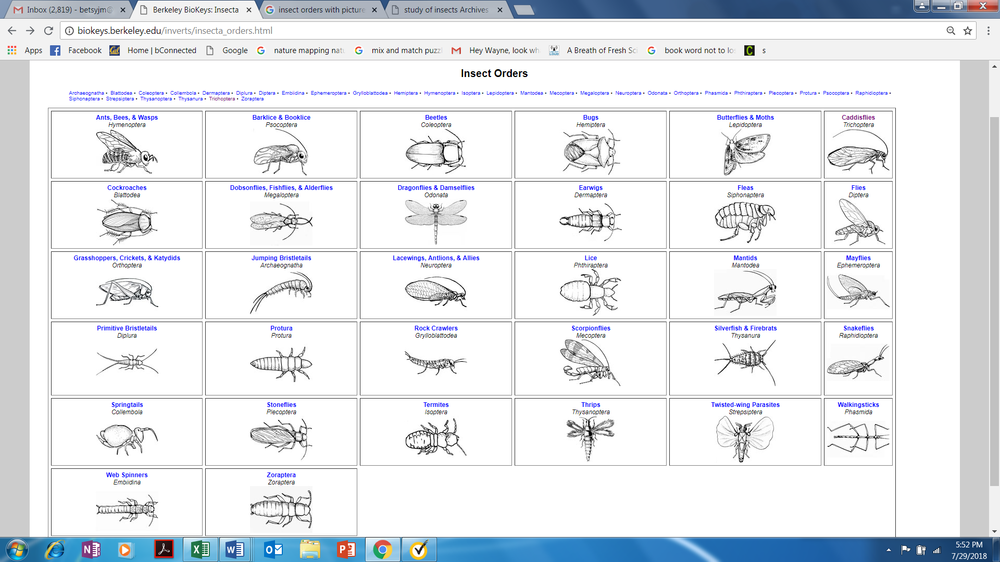 Inbox (2,819) - betsyjm@
Berkeley BioKeys: Insecta
insect orders with picture
study of insects Archives
biokeys.berkeley.edu/inverts/insecta_orders.html
Apps Facebook Home | bConnected Google nature mapping natu mix and match puzzl Hey Wayne, look wh A Breath of Fresh Sci book word not to los s
Insect Orders
Archaeognatha • Blattodea • Coleoptera • Collembola • Dermaptera • Diplura • Diptera • Embiidina • Ephemeroptera • Grylloblattodea • Hemiptera • Hymenoptera • Isoptera • Lepidoptera • Mantodea • Mecoptera • Megaloptera • Neuroptera • Odonata • Orthoptera • Phasmida • Phthiraptera • Plecoptera • Protura • Psocoptera • Raphidioptera •
Siphonaptera • Strepsiptera • Thysanoptera • Thysanura • Trichoptera • Zoraptera
Ants, Bees, & Wasps
Hymenoptera
Barklice & Booklice
Psocoptera
Beetles
Coleoptera
Bugs
Hemiptera
Butterflies & Moths
Lepidoptera
Caddisflies
Trichoptera
Cockroaches
Blattodea
Dobsonflies, Fishflies, & Alderflies
Megaloptera
Dragonflies & Damselflies
Odonata
Earwigs
Dermaptera
Fleas
Siphonaptera
Flies
Diptera
Grasshoppers, Crickets, & Katydids
Orthoptera
Jumping Bristletails
Archaeognatha
Lacewings, Antlions, & Allies
Neuroptera
Lice
Phthiraptera
Mantids
Mantodea
Mayflies
Ephemeroptera
Primitive Bristletails
Diplura
Protura
Protura
Rock Crawlers
Grylloblattodea
Scorpionflies
Mecoptera
Silverfish & Firebrats
Thysanura
Snakeflies
Raphidioptera
Springtails
Collembola
Stoneflies
Plecoptera
Termites
Isoptera
Thrips
Thysanoptera
Twisted-wing Parasites
Strepsiptera
Walkingsticks
Phasmida
Web Spinners
Embiidina
Zoraptera
Zoraptera
5:52 PM
7/29/2018